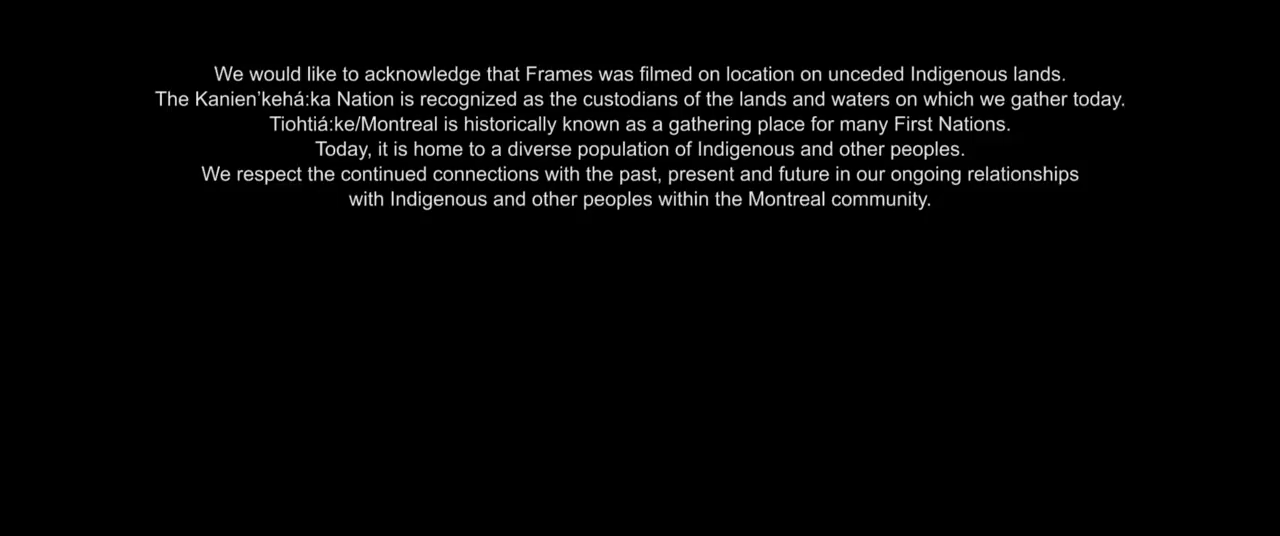 We would like to acknowledge that Frames was filmed on location on unceded Indigenous lands.
The Kanien’kehá:ka Nation is recognized as the custodians of the lands and waters on which we gather today.
Tiohtiá:ke/Montreal is historically known as a gathering place for many First Nations.
Today, it is home to a diverse population of Indigenous and other peoples.
We respect the continued connections with the past, present and future in our ongoing relationships
with Indigenous and other peoples within the Montreal community.